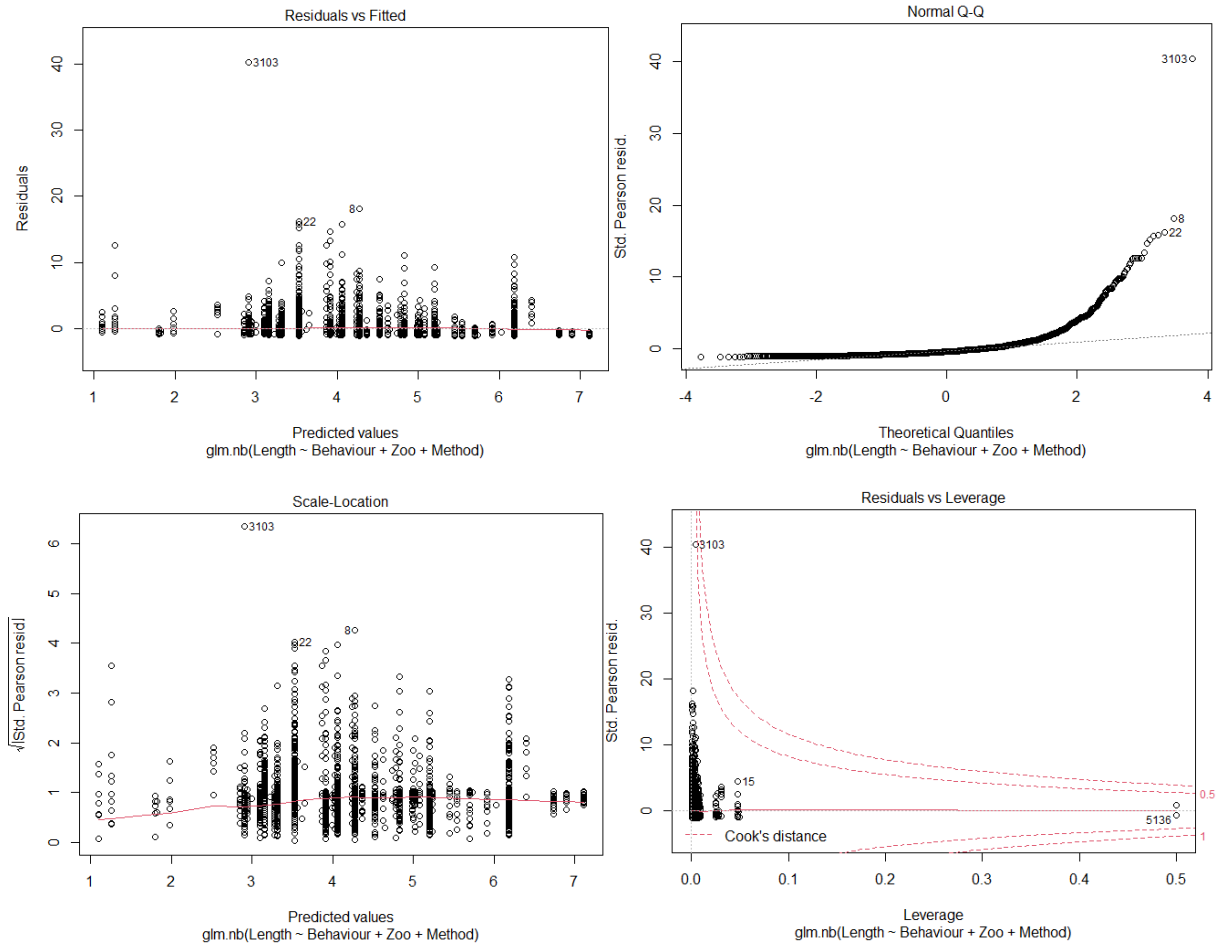 Residuals vs Fitted
Residuals
40
30
20
10
0
3103
8
22
1 2 3 4 5 6 7
Predicted values
glm.nb(Length ~ Behaviour + Zoo + Method)
Normal Q-Q
Std. Pearson resid.
40
30
20
10
0
3103
8
22
-4 -2 0 2 4
Theoretical Quantiles
glm.nb(Length ~ Behaviour + Zoo + Method)
Scale-Location
√|Std. Pearson resid.|
6
5
4
3
2
1
0
3103
8
22
1 2 3 4 5 6 7
Predicted values
glm.nb(Length ~ Behaviour + Zoo + Method)
Residuals vs Leverage
Std. Pearson resid.
40
30
20
10
0
3103
15
5136
0.5
1
Cook's distance
0.0 0.1 0.2 0.3 0.4 0.5
Leverage
glm.nb(Length ~ Behaviour + Zoo + Method)